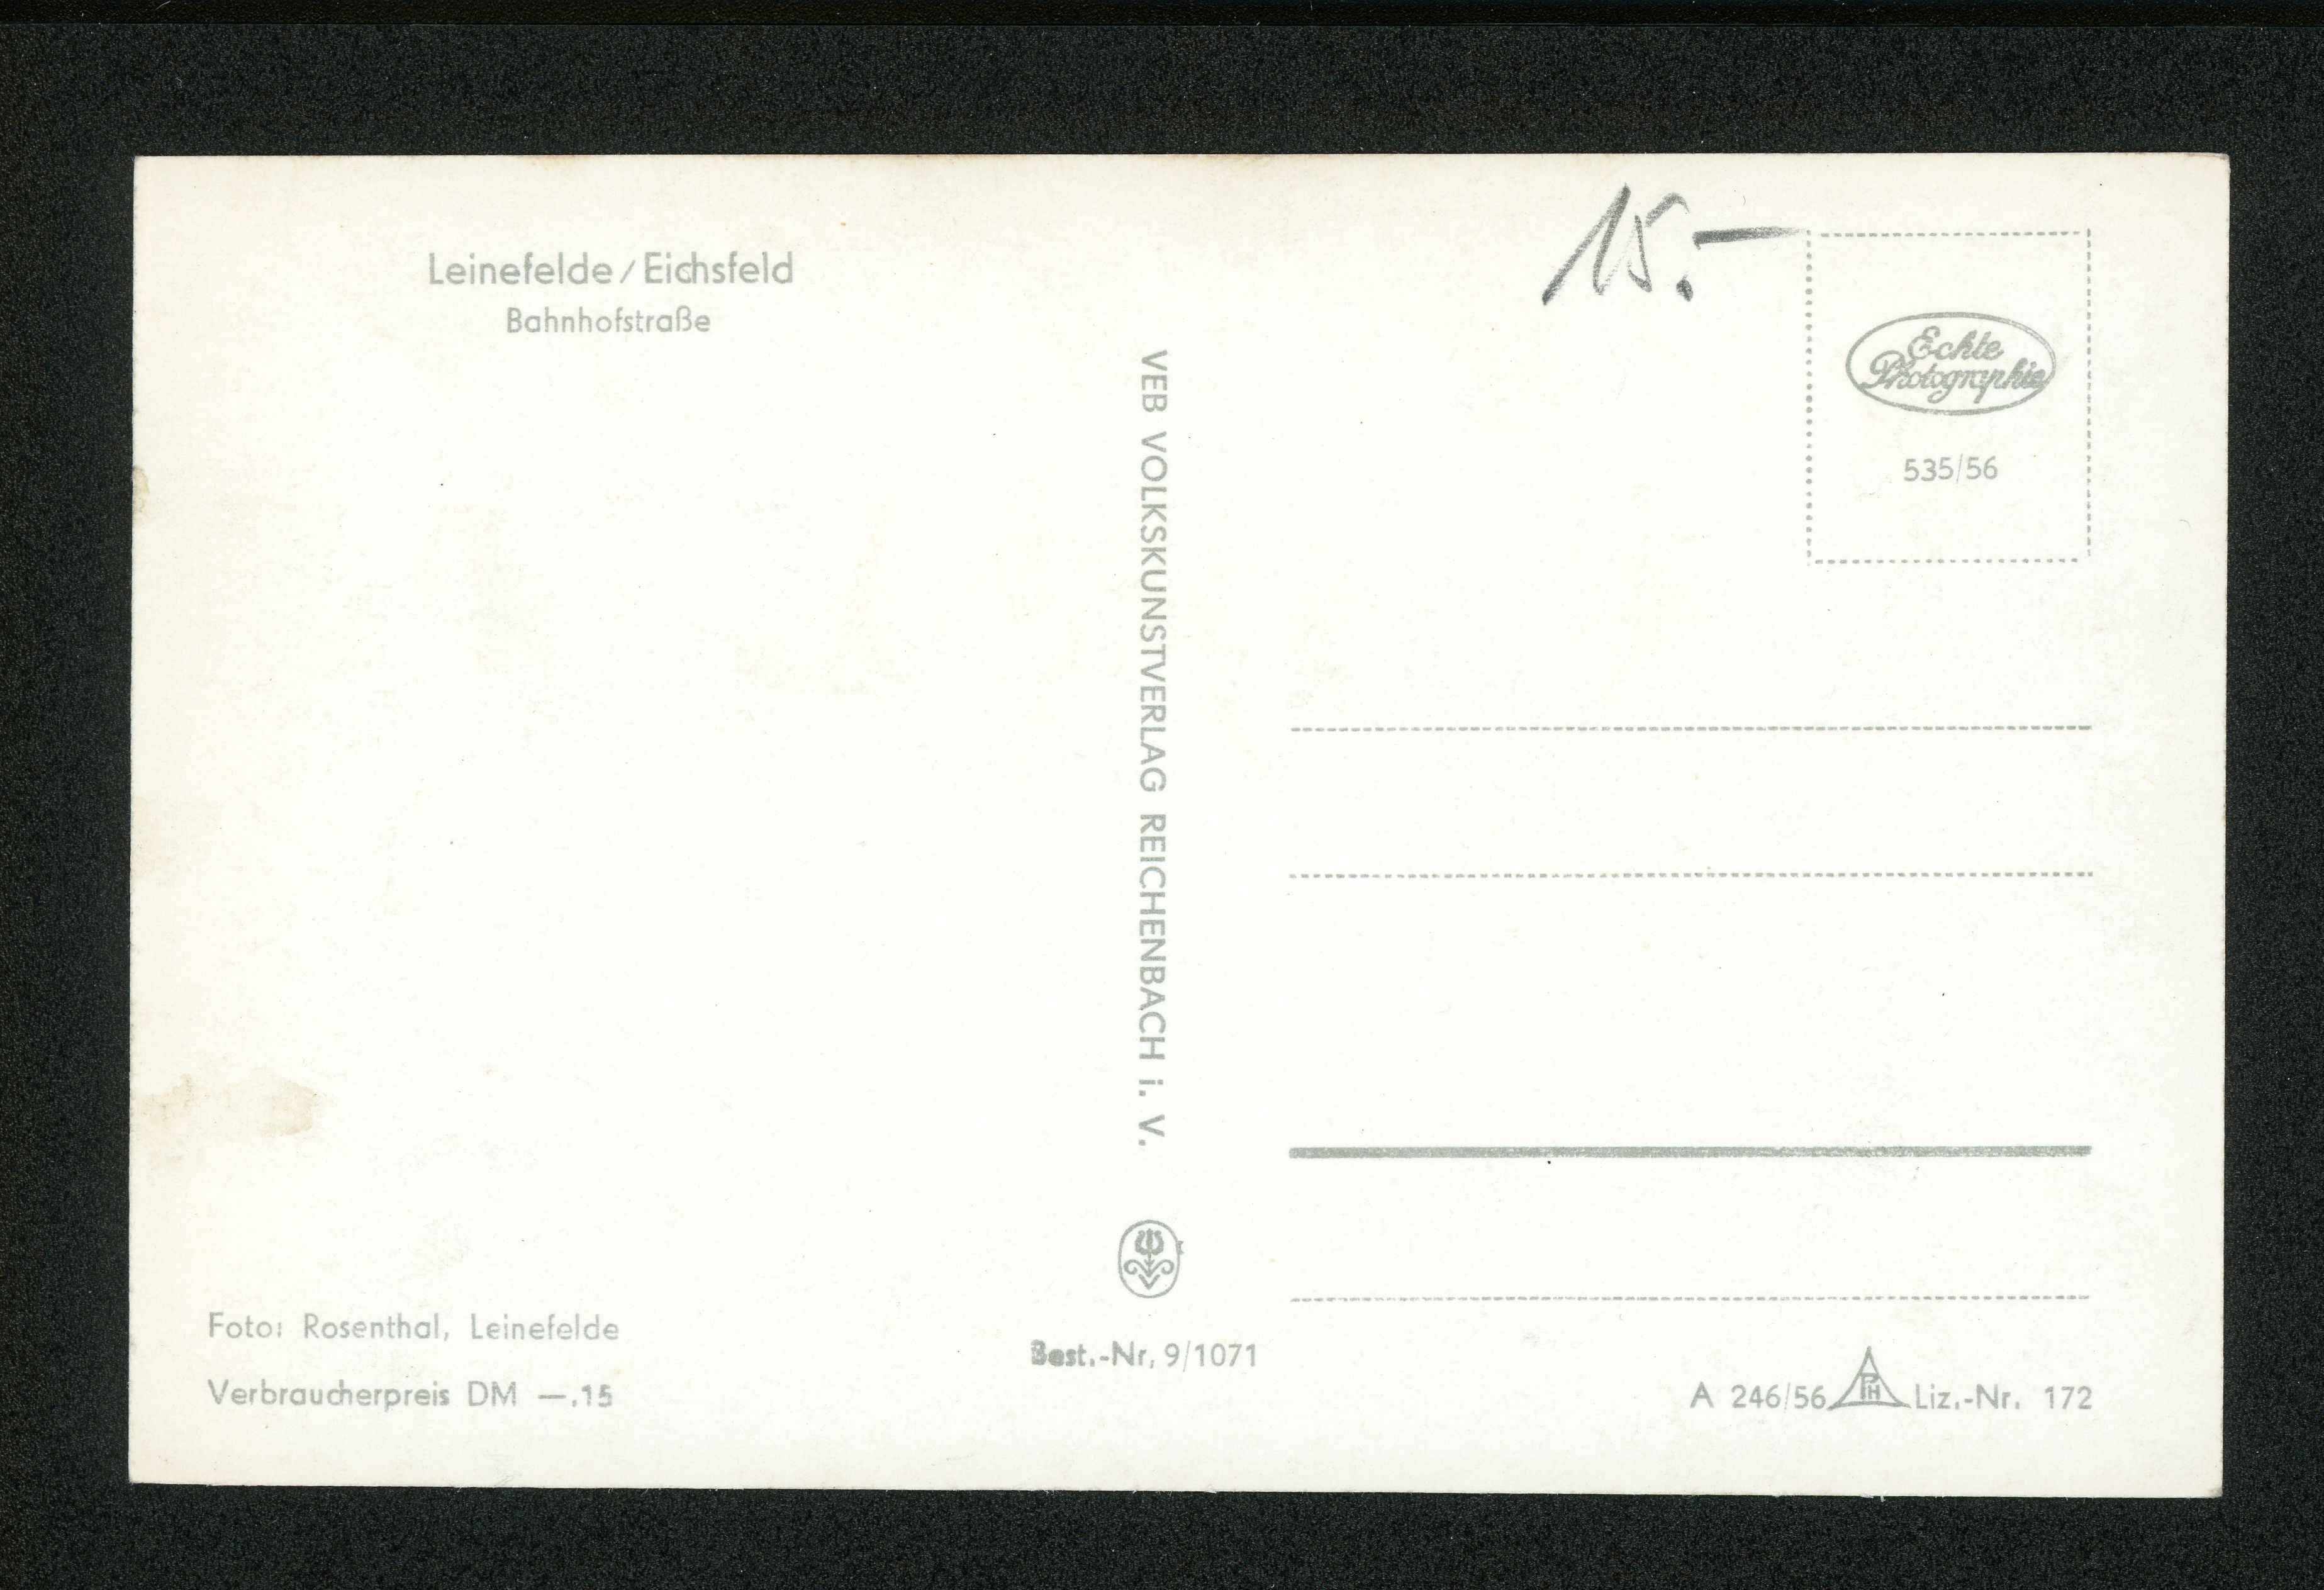 Leinefelde / Eichsfeld
Bahnhofstraße
15.-
Echte
Photographie
535/56
VEB VOLKSKUNSTVERLAG REICHENBACH i. V.
Foto: Rosenthal, Leinefelde
Verbraucherpreis DM —.15
Best.-Nr. 9/1071
A 246/56 PH Liz.-Nr. 172